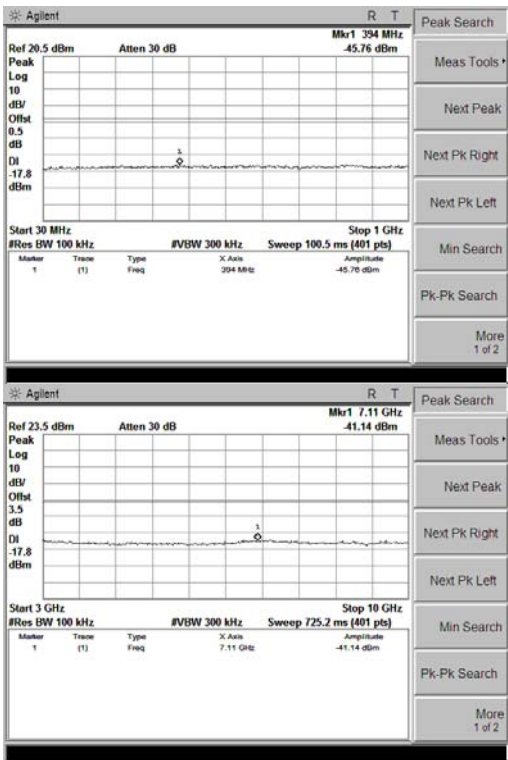 Agilent R T
Peak Search
Mkr1 394 MHz
Ref 20.5 dBm Atten 30 dB -45.76 dBm
Peak
Log
10
dB/
Offst
0.5
dB
DI
-17.8
dBm
1
Start 30 MHz Stop 1 GHz
#Res BW 100 kHz #VBW 300 kHz Sweep 100.5 ms (401 pts)
Marker Trace Type X Axis Amplitude
1 (1) Freq 394 MHz -45.76 dBm
Meas Tools
Next Peak
Next Pk Right
Next Pk Left
Min Search
Pk-Pk Search
More
1 of 2
Agilent R T
Peak Search
Mkr1 7.11 GHz
Ref 23.5 dBm Atten 30 dB -41.14 dBm
Peak
Log
10
dB/
Offst
3.5
dB
DI
-17.8
dBm
1
Start 3 GHz Stop 10 GHz
#Res BW 100 kHz #VBW 300 kHz Sweep 725.2 ms (401 pts)
Marker Trace Type X Axis Amplitude
1 (1) Freq 7.11 GHz -41.14 dBm
Meas Tools
Next Peak
Next Pk Right
Next Pk Left
Min Search
Pk-Pk Search
More
1 of 2